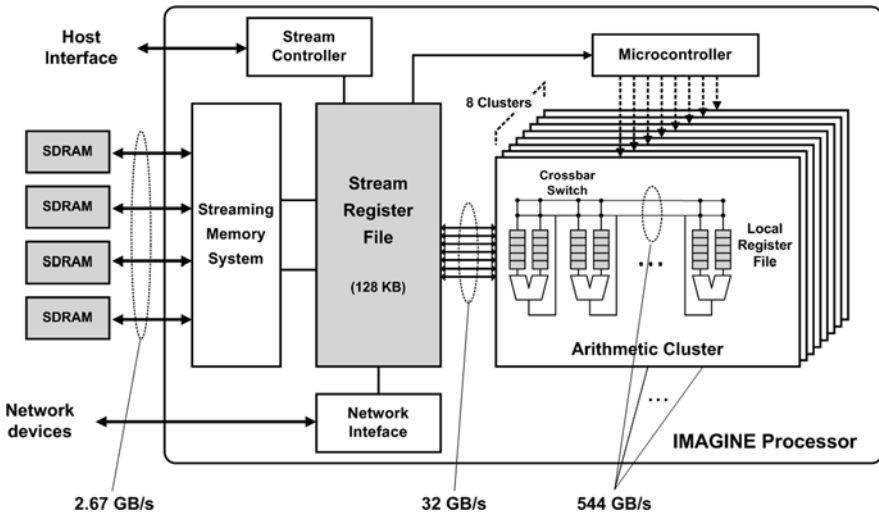 Host
Interface
Stream
Controller
Microcontroller
8 Clusters
SDRAM
SDRAM
SDRAM
SDRAM
Streaming
Memory
System
Stream
Register
File
(128 KB)
Crossbar
Switch
Local
Register
File
Arithmetic Cluster
Network
devices
Network
Inteface
IMAGINE Processor
2.67 GB/s
32 GB/s
544 GB/s